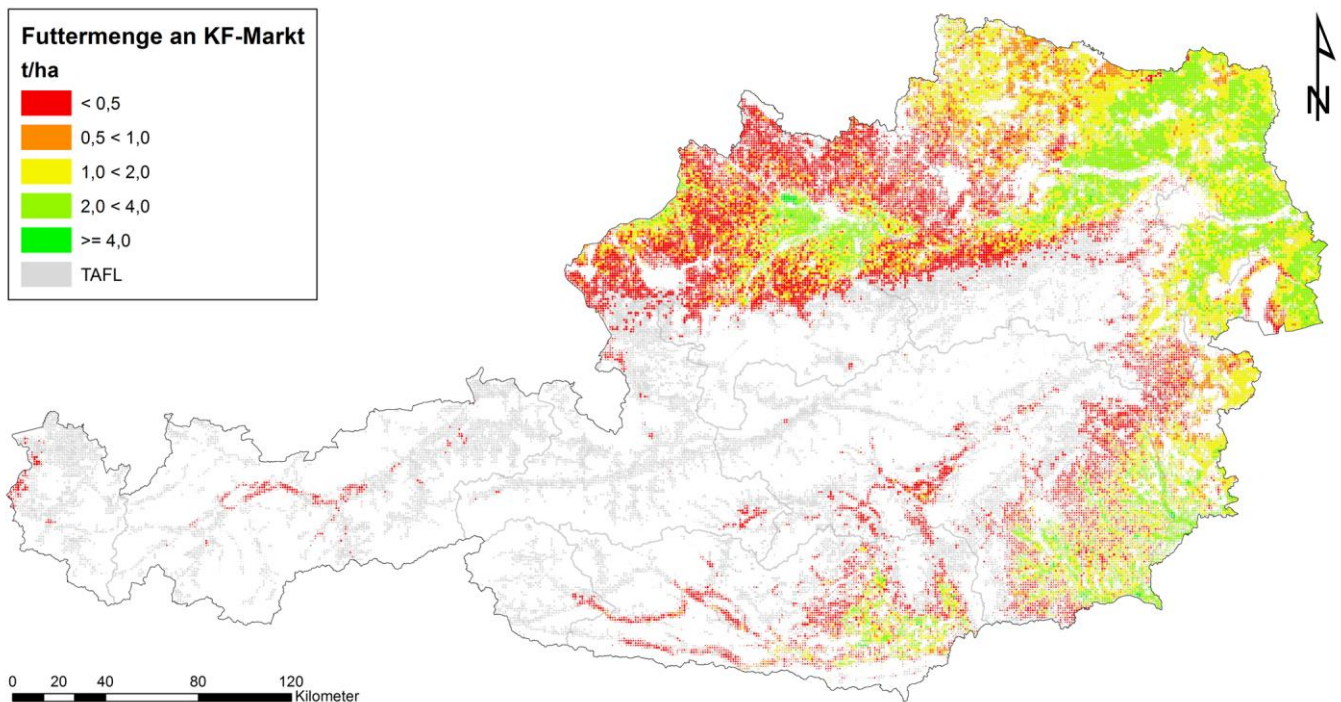 Futtermenge an KF-Markt
t/ha
< 0,5
0,5 < 1,0
1,0 < 2,0
2,0 < 4,0
>= 4,0
TAFL
N
0 20 40 80 120
Kilometer